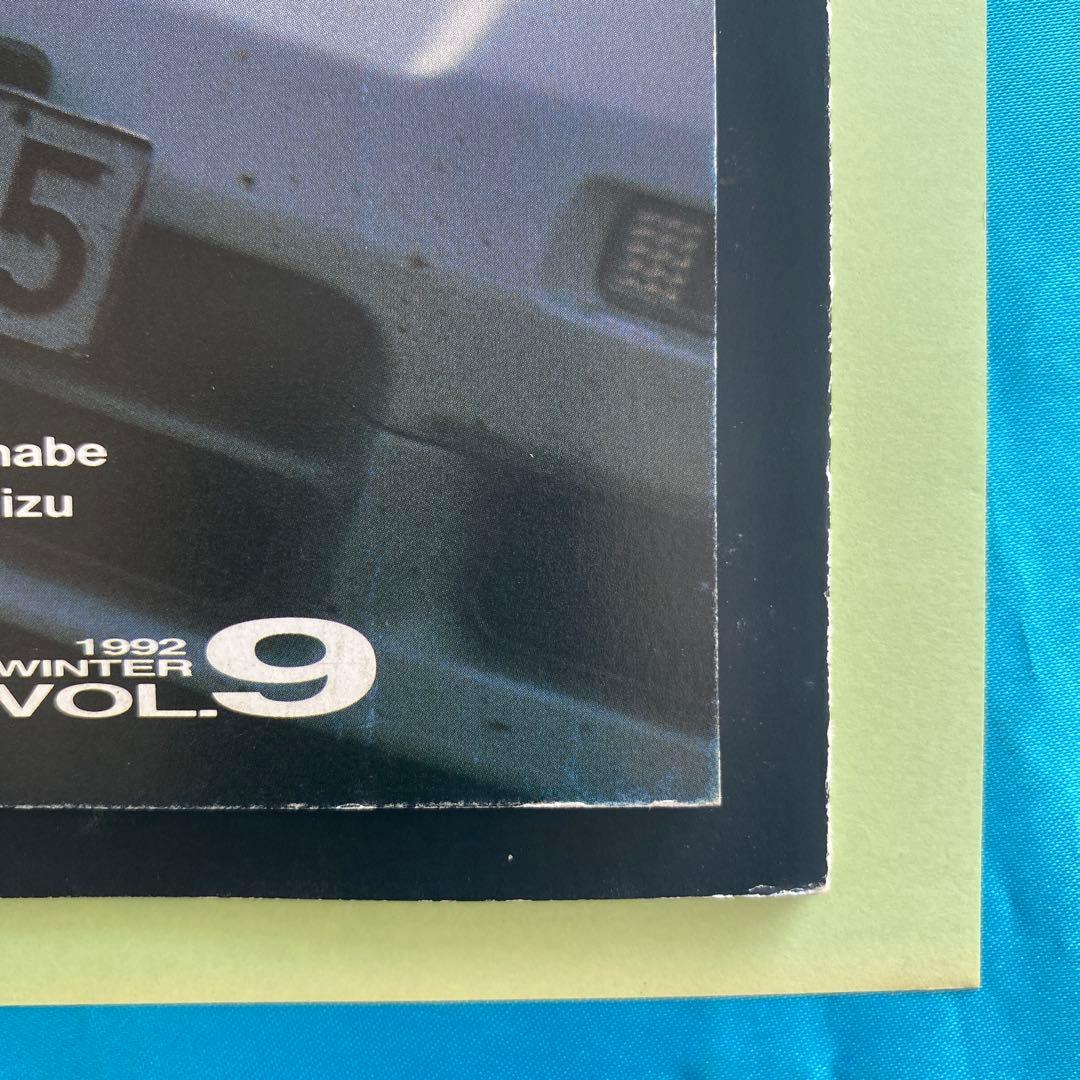 5
nabe
izu
1992
WINTER
VOL.9